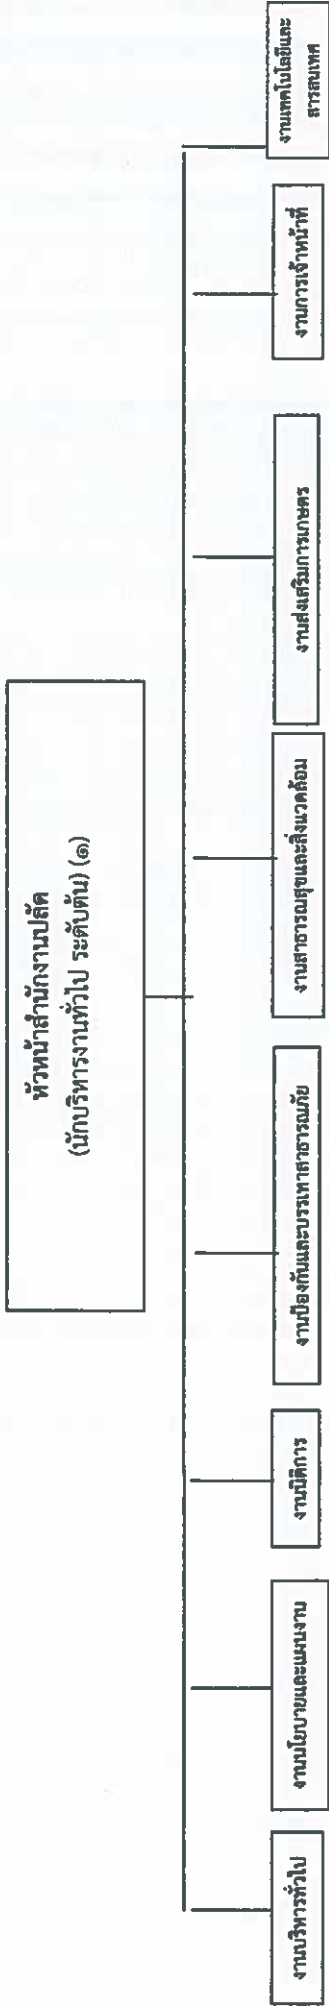 หัวหน้าสำนักงานปลัด
(นักบริหารงานทั่วไป ระดับต้น) (๑)
งานบริหารทั่วไป
งานนโยบายและแผนงาน
งานนิติการ
งานป้องกันและบรรเทาสาธารณภัย
งานสาธารณสุขและสิ่งแวดล้อม
งานส่งเสริมการเกษตร
งานการเจ้าหน้าที่
งานเทคโนโลยีและ
สารสนเทศ